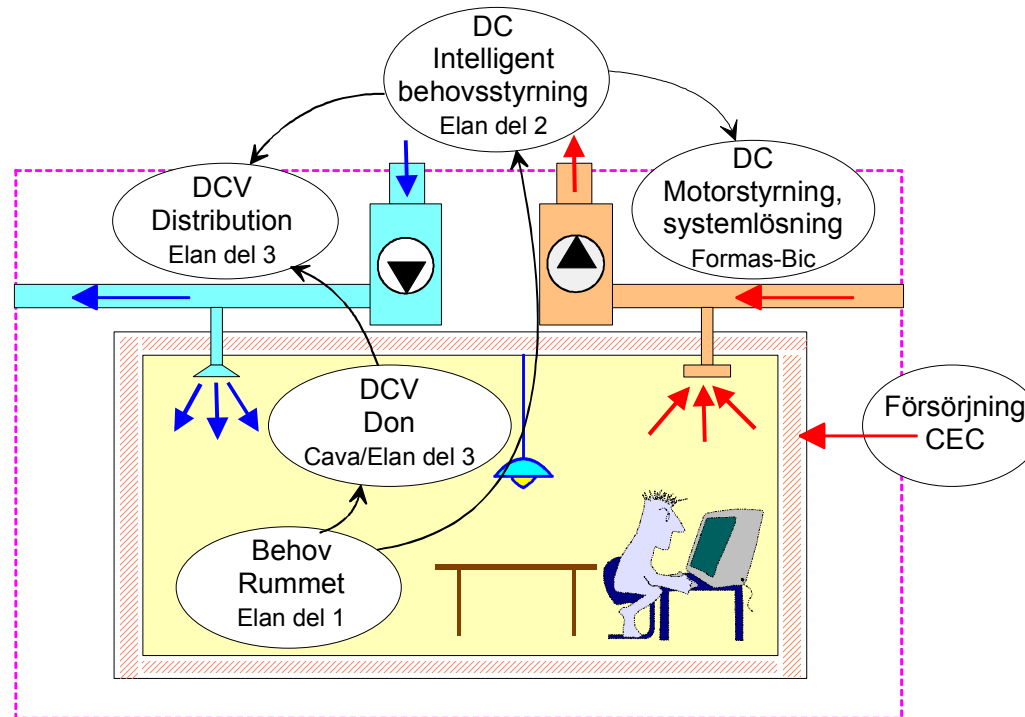 DC
Intelligent
behovsstyrning
Elan del 2
DCV
Distribution
Elan del 3
DC
Motorstyrning,
systemlösning
Formas-Bic
DCV
Don
Cava/Elan del 3
Försörjning
CEC
Behov
Rummet
Elan del 1